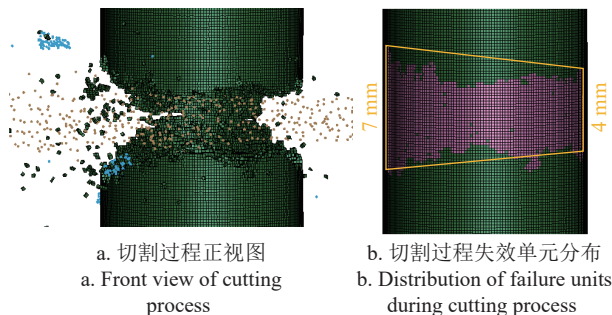 7 mm
4 mm
a. 切割过程正视图
a. Front view of cutting
process
b. 切割过程失效单元分布
b. Distribution of failure units
during cutting process